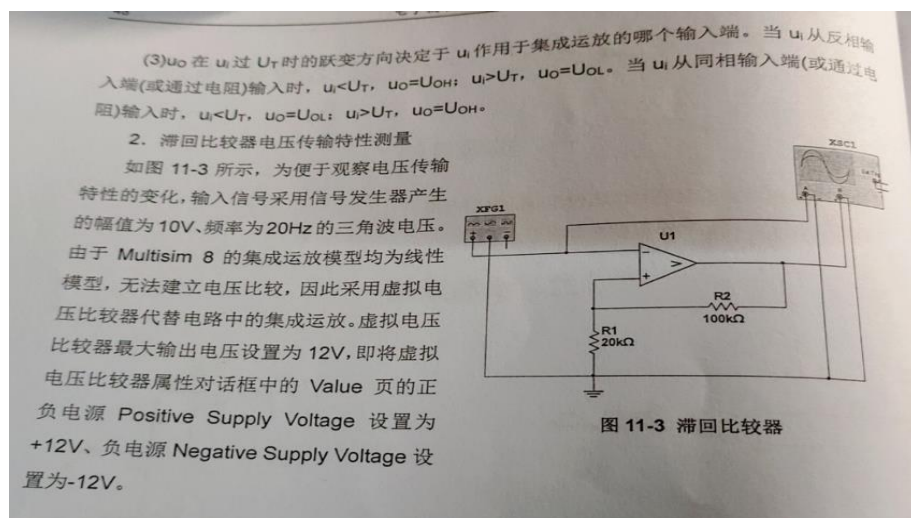 (3)uo 在 uᵢ 过 UT 时的跃变方向决定于 uᵢ 作用于集成运放的哪个输入端。当 uᵢ 从反相输
入端(或通过电阻)输入时，uᵢ<UT，uo=UOH；uᵢ>UT，uo=UOL。当 uᵢ 从同相输入端(或通过电
阻)输入时，uᵢ<UT，uo=UOL；uᵢ>UT，uo=UOH。
2．滞回比较器电压传输特性测量
如图 11-3 所示，为便于观察电压传输
特性的变化，输入信号采用信号发生器产生
的幅值为 10V、频率为 20Hz 的三角波电压。
由于 Multisim 8 的集成运放模型均为线性
模型，无法建立电压比较，因此采用虚拟电
压比较器代替电路中的集成运放。虚拟电压
比较器最大输出电压设置为 12V，即将虚拟
电压比较器属性对话框中的 Value 页的正
负电源 Positive Supply Voltage 设置为
+12V、负电源 Negative Supply Voltage 设
置为-12V。
XSC1
XFG1
U1
R2
100kΩ
R1
20kΩ
图 11-3 滞回比较器